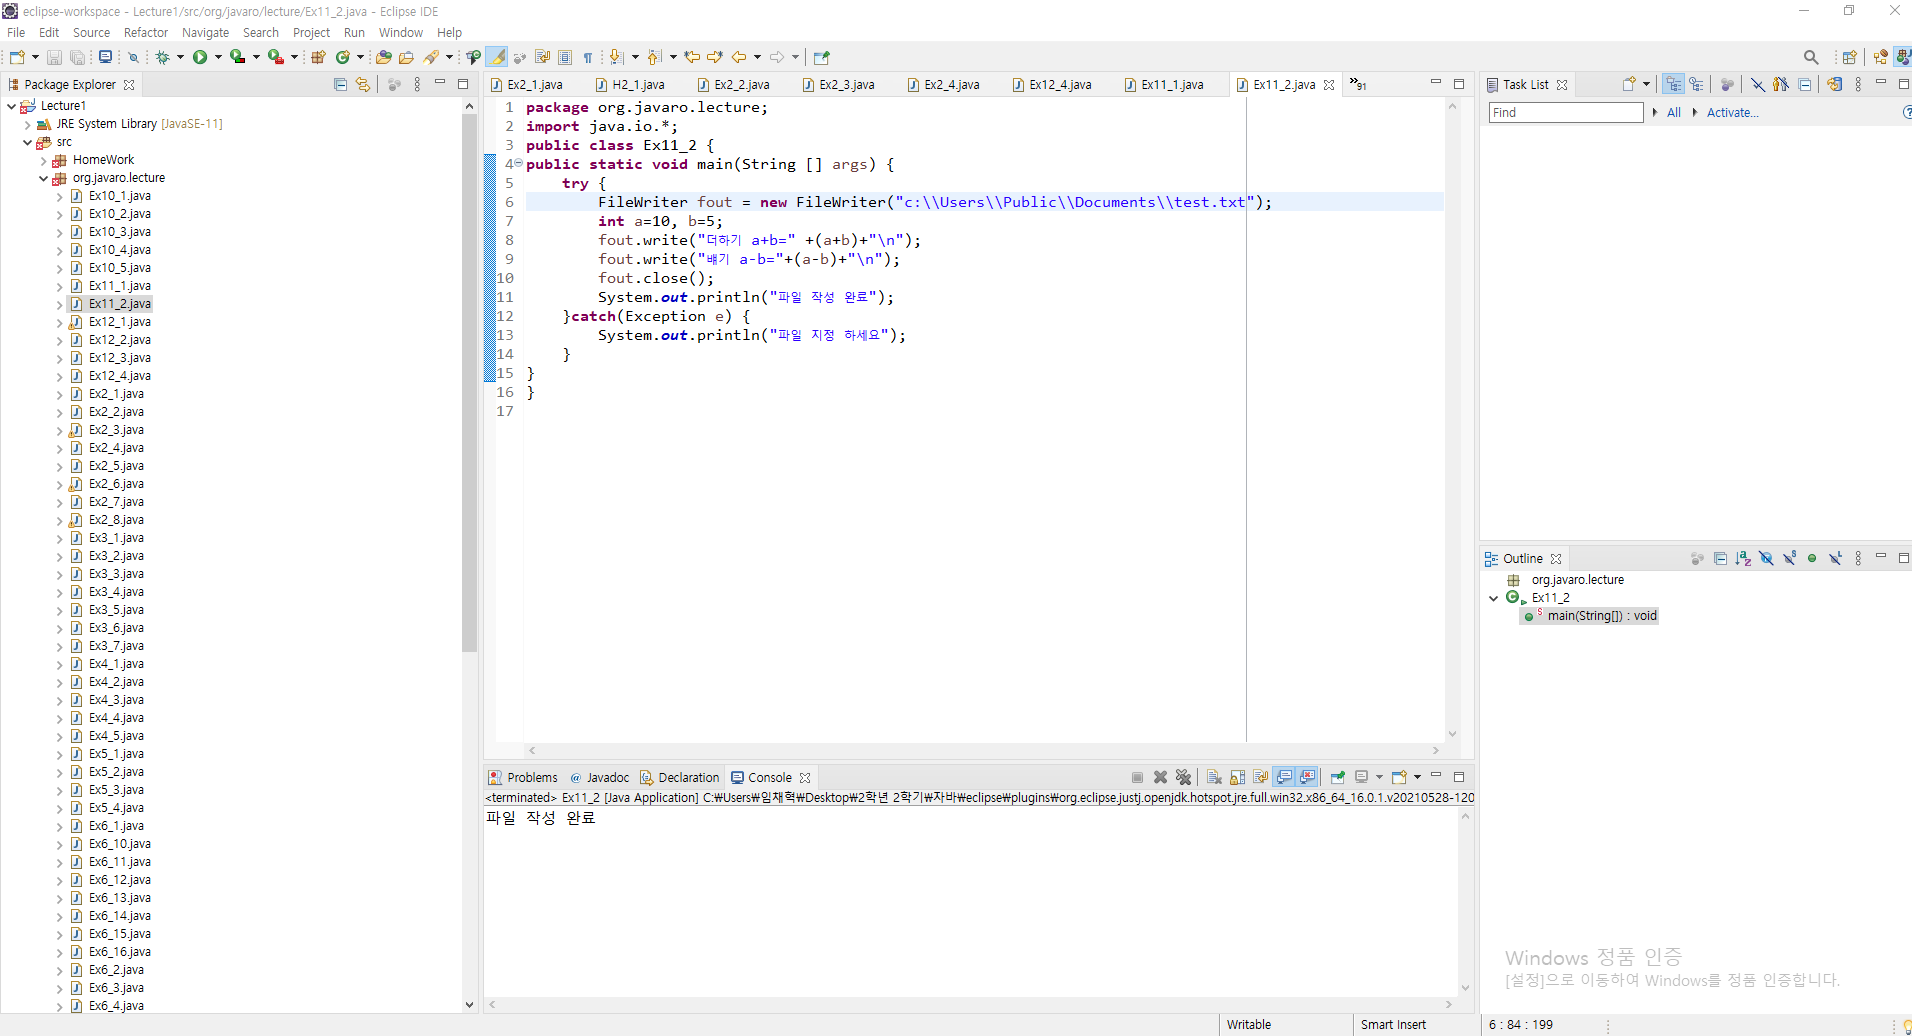 eclipse-workspace - Lecture1/src/org/javaro/lecture/Ex11_2.java - Eclipse IDE
File Edit Source Refactor Navigate Search Project Run Window Help
Package Explorer
Lecture1
JRE System Library [JavaSE-11]
src
HomeWork
org.javaro.lecture
Ex10_1.java
Ex10_2.java
Ex10_3.java
Ex10_4.java
Ex10_5.java
Ex11_1.java
Ex11_2.java
Ex12_1.java
Ex12_2.java
Ex12_3.java
Ex12_4.java
Ex2_1.java
Ex2_2.java
Ex2_3.java
Ex2_4.java
Ex2_5.java
Ex2_6.java
Ex2_7.java
Ex2_8.java
Ex3_1.java
Ex3_2.java
Ex3_3.java
Ex3_4.java
Ex3_5.java
Ex3_6.java
Ex3_7.java
Ex4_1.java
Ex4_2.java
Ex4_3.java
Ex4_4.java
Ex4_5.java
Ex5_1.java
Ex5_2.java
Ex5_3.java
Ex5_4.java
Ex6_1.java
Ex6_10.java
Ex6_11.java
Ex6_12.java
Ex6_13.java
Ex6_14.java
Ex6_15.java
Ex6_16.java
Ex6_2.java
Ex6_3.java
Ex6_4.java
Ex2_1.java H2_1.java Ex2_2.java Ex2_3.java Ex2_4.java Ex12_4.java Ex11_1.java Ex11_2.java »91
1 package org.javaro.lecture;
2 import java.io.*;
3 public class Ex11_2 {
4 public static void main(String [] args) {
5 try {
6 FileWriter fout = new FileWriter("c:\\Users\\Public\\Documents\\test.txt");
7 int a=10, b=5;
8 fout.write("더하기 a+b=" +(a+b)+"\n");
9 fout.write("빼기 a-b="+(a-b)+"\n");
10 fout.close();
11 System.out.println("파일 작성 완료");
12 }catch(Exception e) {
13 System.out.println("파일 지정 하세요");
14 }
15 }
16 }
17
Problems @ Javadoc Declaration Console
<terminated> Ex11_2 [Java Application] C:₩Users₩임채혁₩Desktop₩2학년 2학기₩자바₩eclipse₩plugins₩org.eclipse.justj.openjdk.hotspot.jre.full.win32.x86_64_16.0.1.v20210528-120
파일 작성 완료
Task List
Find All Activate...
Outline
org.javaro.lecture
Ex11_2
main(String[]) : void
Windows 정품 인증
[설정]으로 이동하여 Windows를 정품 인증합니다.
Writable Smart Insert 6 : 84 : 199